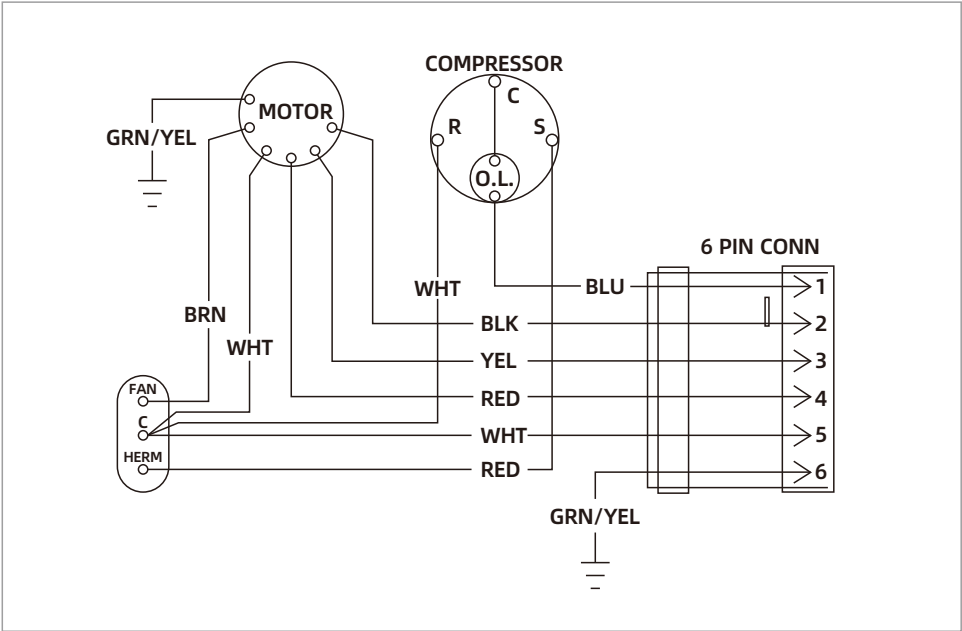 COMPRESSOR
MOTOR
C
R
S
GRN/YEL
O.L.
6 PIN CONN
WHT
BLU
1
BRN
BLK
2
WHT
YEL
3
FAN
RED
4
C
WHT
5
HERM
RED
6
GRN/YEL